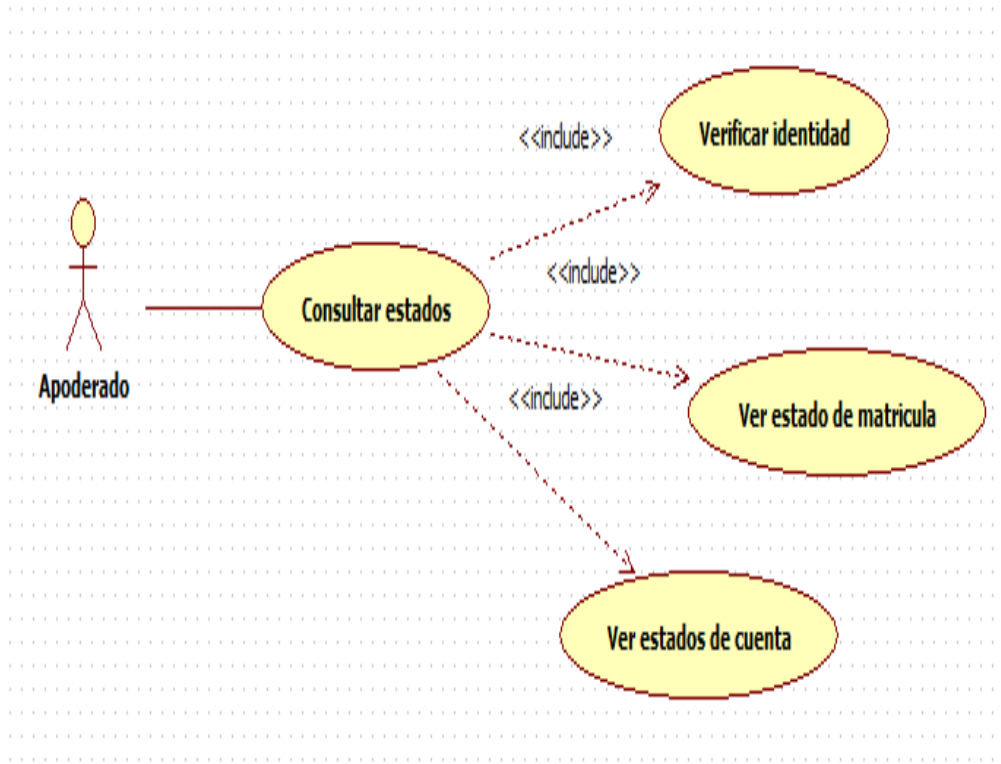 <<include>>
Verificar identidad
<<include>>
Consultar estados
Apoderado
<<include>>
Ver estado de matricula
Ver estados de cuenta